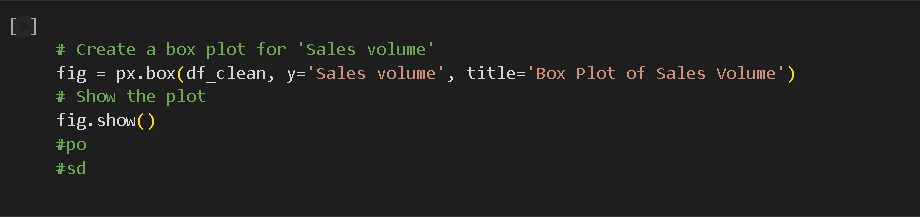 [ ]
# Create a box plot for 'Sales volume'
fig = px.box(df_clean, y='Sales volume', title='Box Plot of Sales Volume')
# Show the plot
fig.show()
#po
#sd